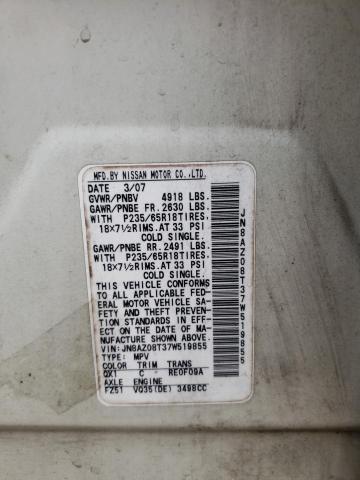 MFD.BY NISSAN MOTOR CO.,LTD.
DATE 3/07
GVWR/PNBV 4918 LBS.
GAWR/PNBE FR. 2630 LBS.
WITH P235/65R18TIRES,
18X7½RIMS.AT 33 PSI
COLD SINGLE.
GAWR/PNBE RR. 2491 LBS.
WITH P235/65R18TIRES,
18X7½RIMS.AT 33 PSI
COLD SINGLE.
THIS VEHICLE CONFORMS
TO ALL APPLICABLE FED-
ERAL MOTOR VEHICLE SA-
FETY AND THEFT PREVEN-
TION STANDARDS IN EFF-
ECT ON THE DATE OF MA-
NUFACTURE SHOWN ABOVE.
VIN:JN8AZ08T37W519855
TYPE: MPV
COLOR TRIM TRANS
QX1 C RE0F09A
AXLE ENGINE
FZ51 VQ35(DE) 3498CC
JN8AZ08T37W519855